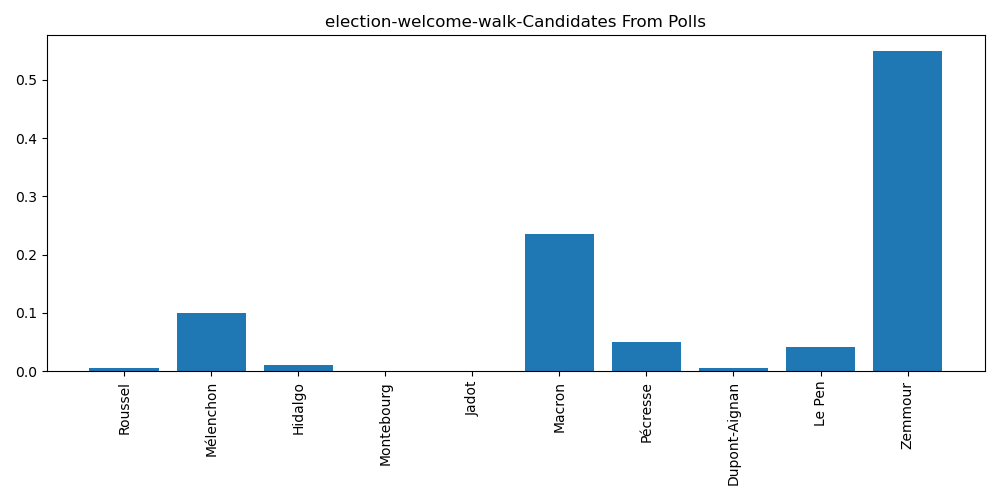 election-welcome-walk-Candidates From Polls
0.5
0.4
0.3
0.2
0.1
0.0
Roussel
Mélenchon
Hidalgo
Montebourg
Jadot
Macron
Pécresse
Dupont-Aignan
Le Pen
Zemmour